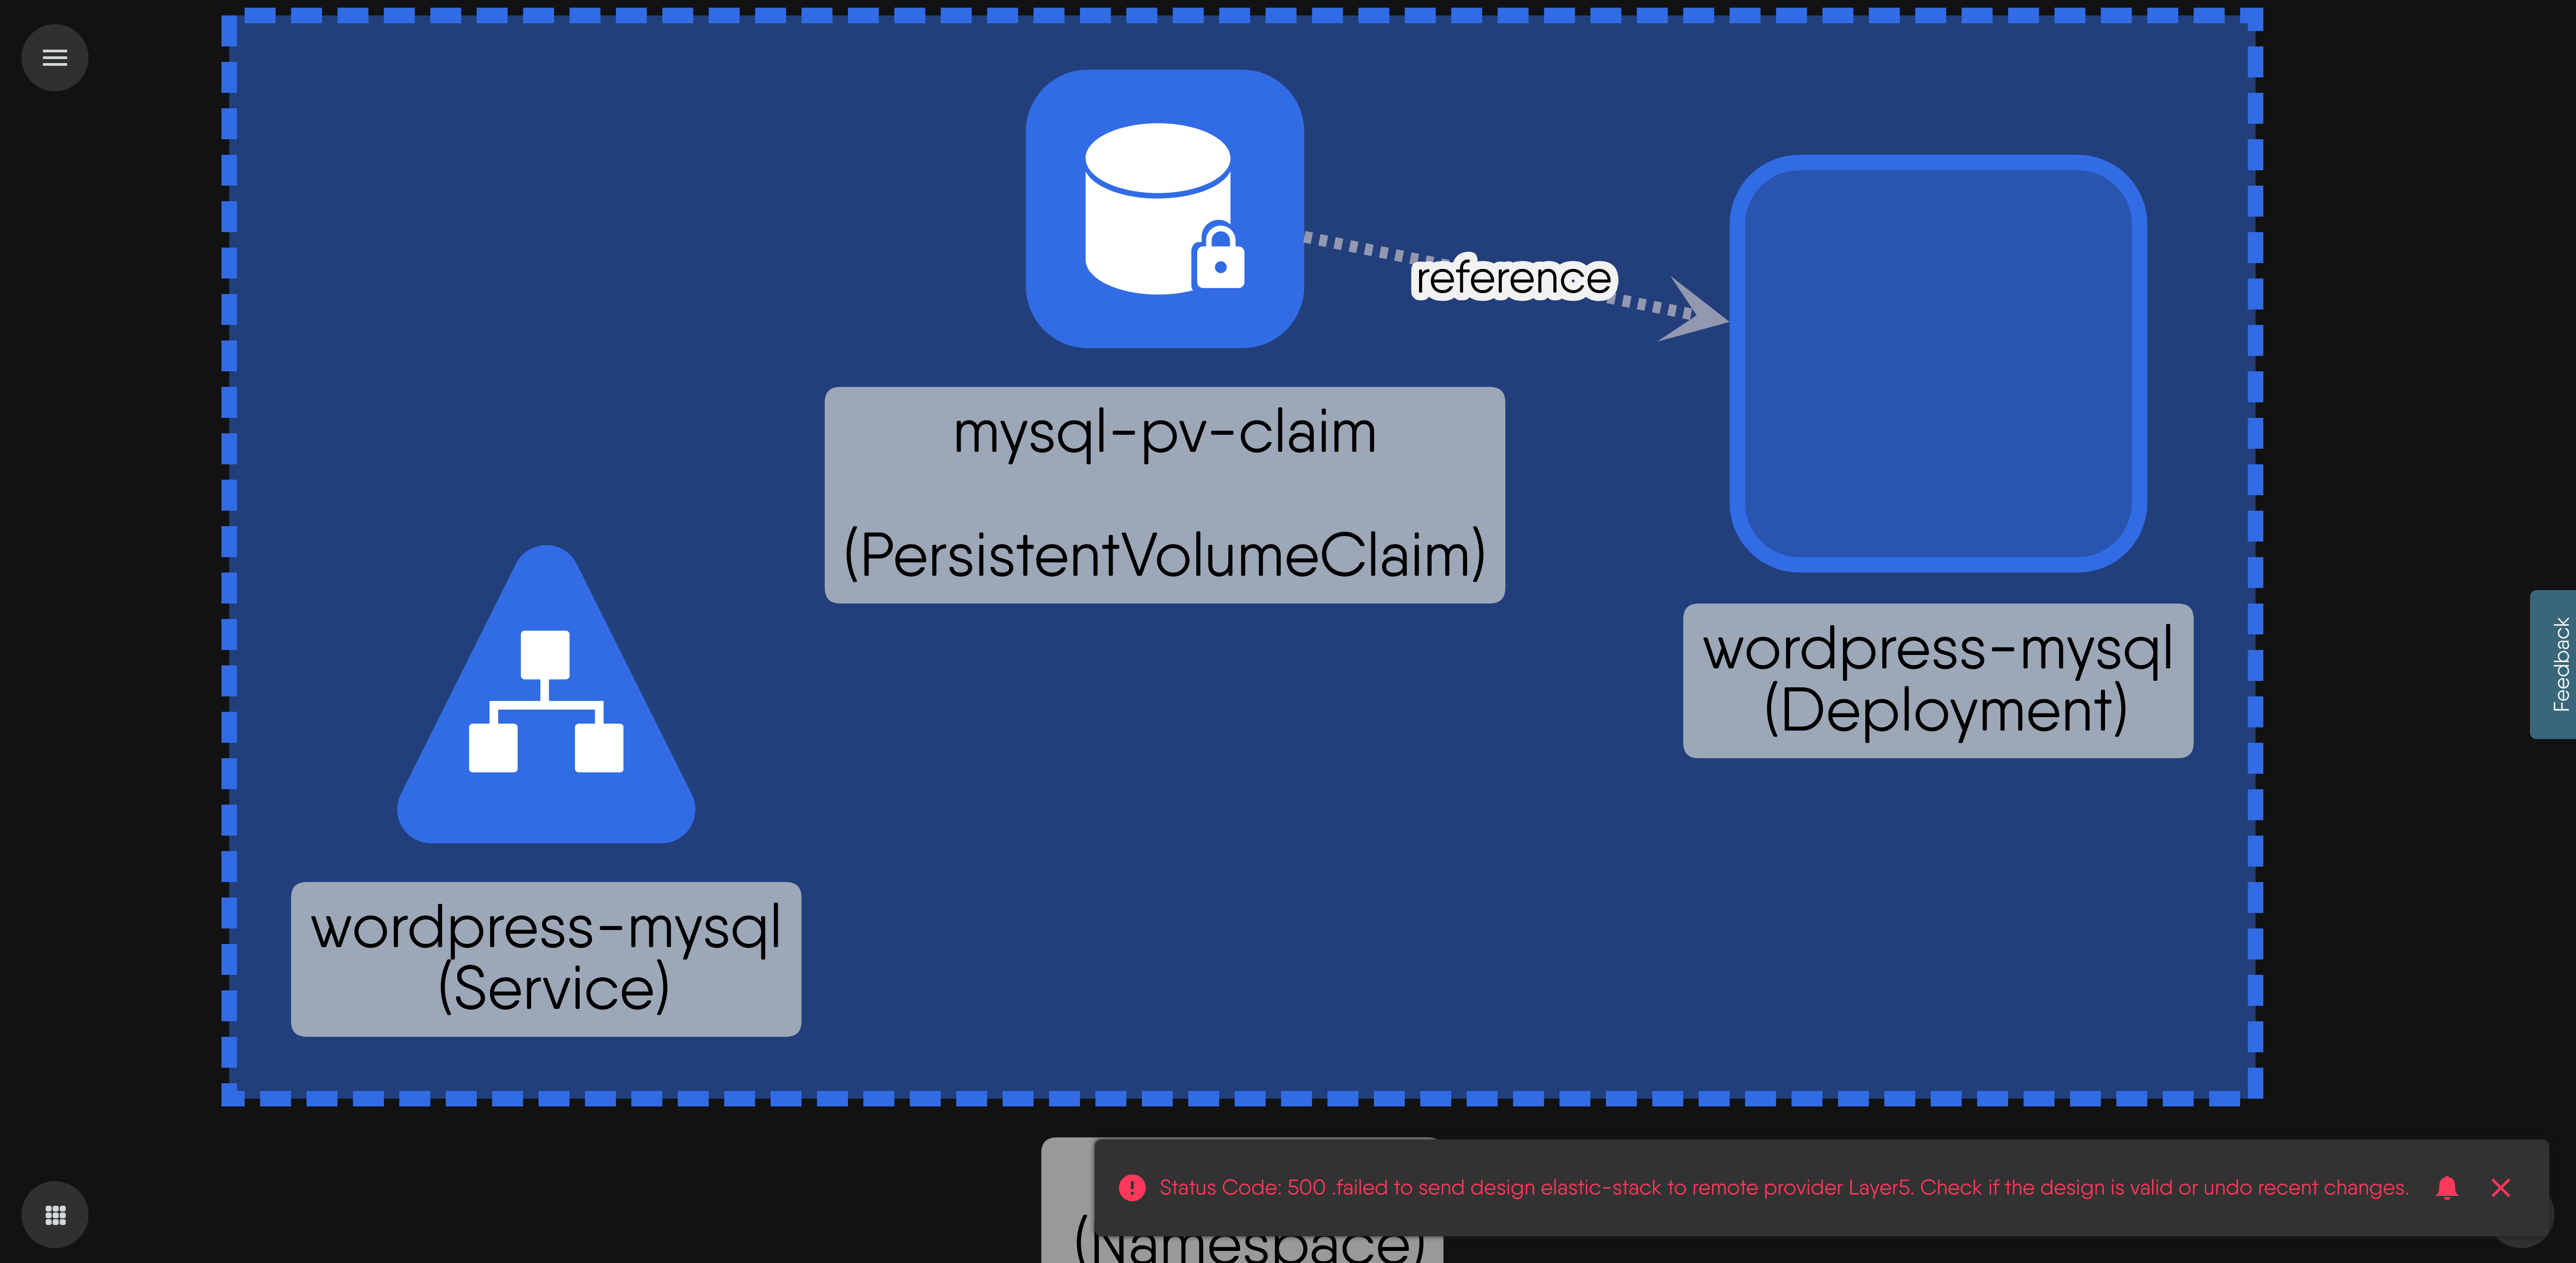 reference
mysql-pv-claim
(PersistentVolumeClaim)
wordpress-mysql
(Deployment)
wordpress-mysql
(Service)
Feedback
Status Code: 500 .failed to send design elastic-stack to remote provider Layer5. Check if the design is valid or undo recent changes.
(Namespace)